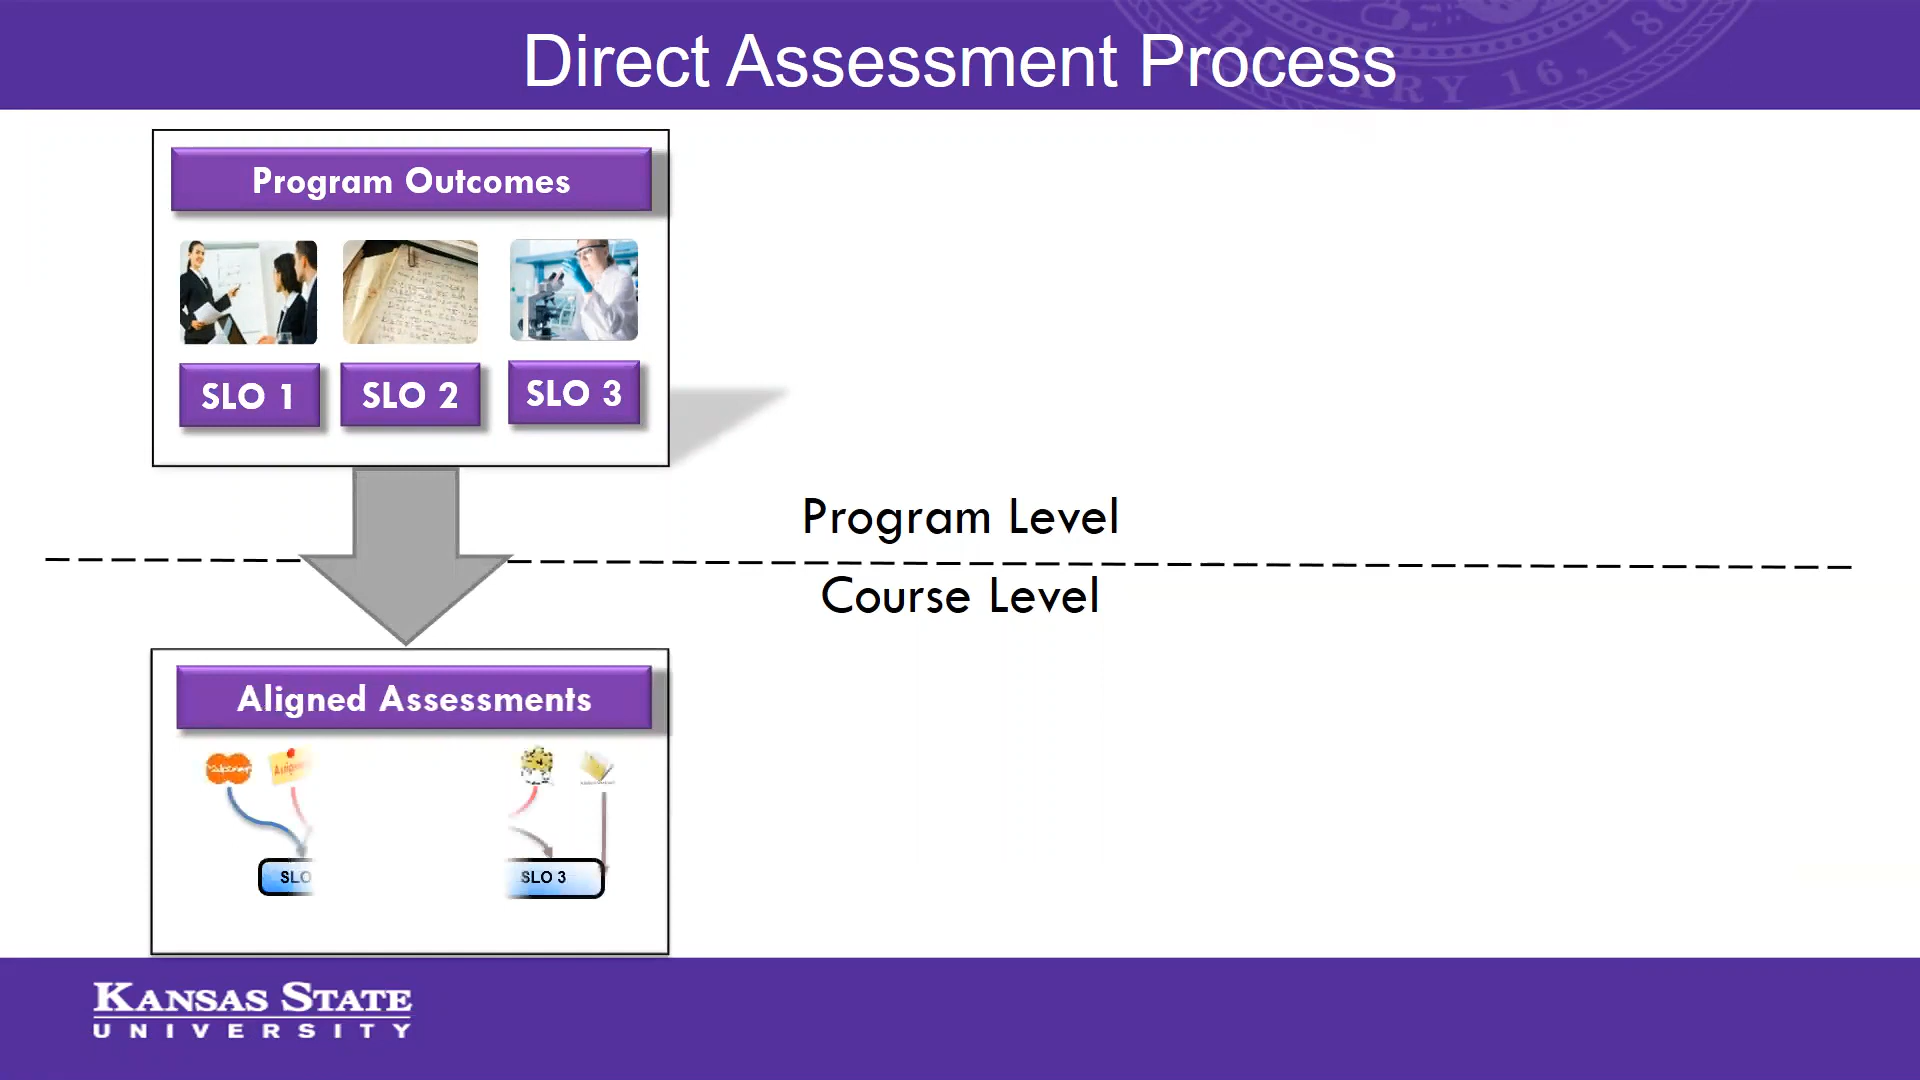 Direct Assessment Process
Program Outcomes
SLO 1
SLO 2
SLO 3
Program Level
Course Level
Aligned Assessments
SLO
SLO 3
KANSAS STATE
UNIVERSITY